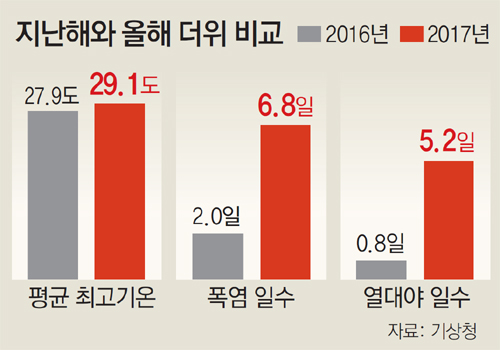 지난해와 올해 더위 비교
2016년 2017년
27.9도 29.1도
2.0일 6.8일
0.8일 5.2일
평균 최고기온 폭염 일수 열대야 일수
자료: 기상청